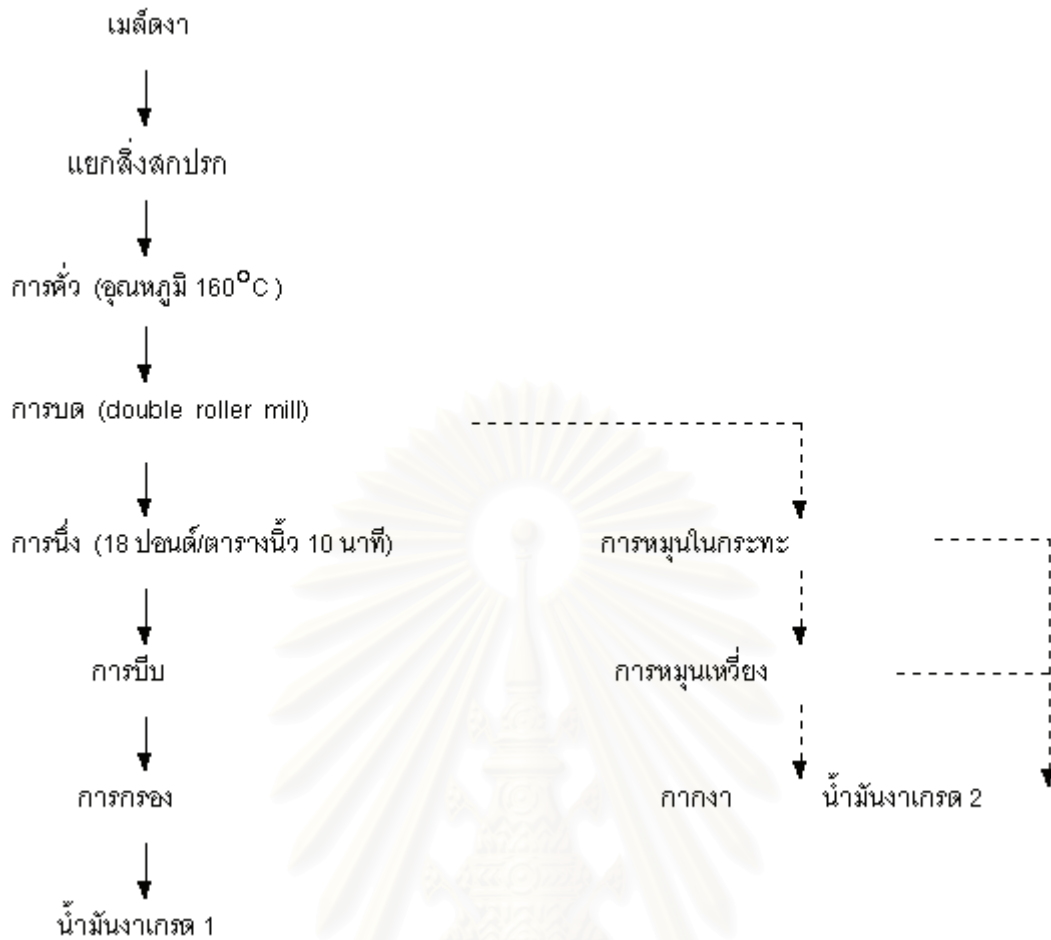 เมล็ดงา
แยกสิ่งสกปรก
การคั่ว (อุณหภูมิ 160°C )
การบด (double roller mill)
การนึ่ง (18 ปอนด์/ตารางนิ้ว 10 นาที)
การหมุนในกระทะ
การบีบ
การหมุนเหวี่ยง
การกรอง
กากงา
น้ำมันงาเกรด 2
น้ำมันงาเกรด 1